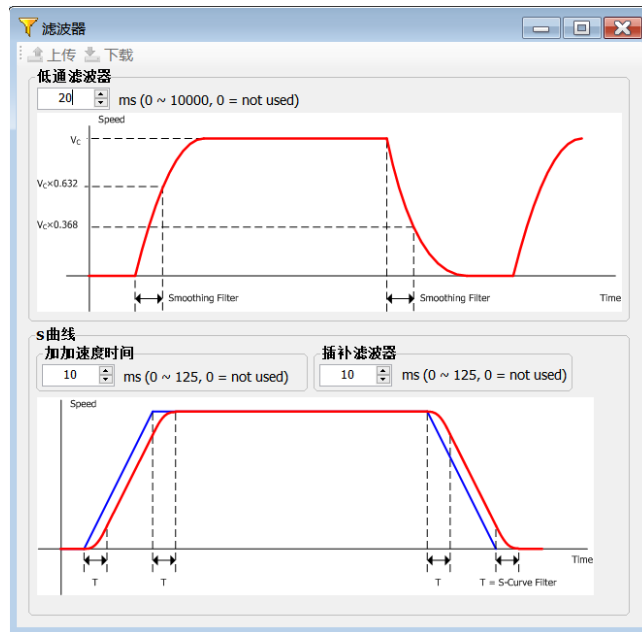 滤波器
上传 下载
低通滤波器
20 ms (0 ~ 10000, 0 = not used)
Speed
Vc
Vc×0.632
Vc×0.368
Smoothing Filter Smoothing Filter Time
S曲线
加加速度时间 插补滤波器
10 ms (0 ~ 125, 0 = not used) 10 ms (0 ~ 125, 0 = not used)
Speed
Time
T T T T = S-Curve Filter